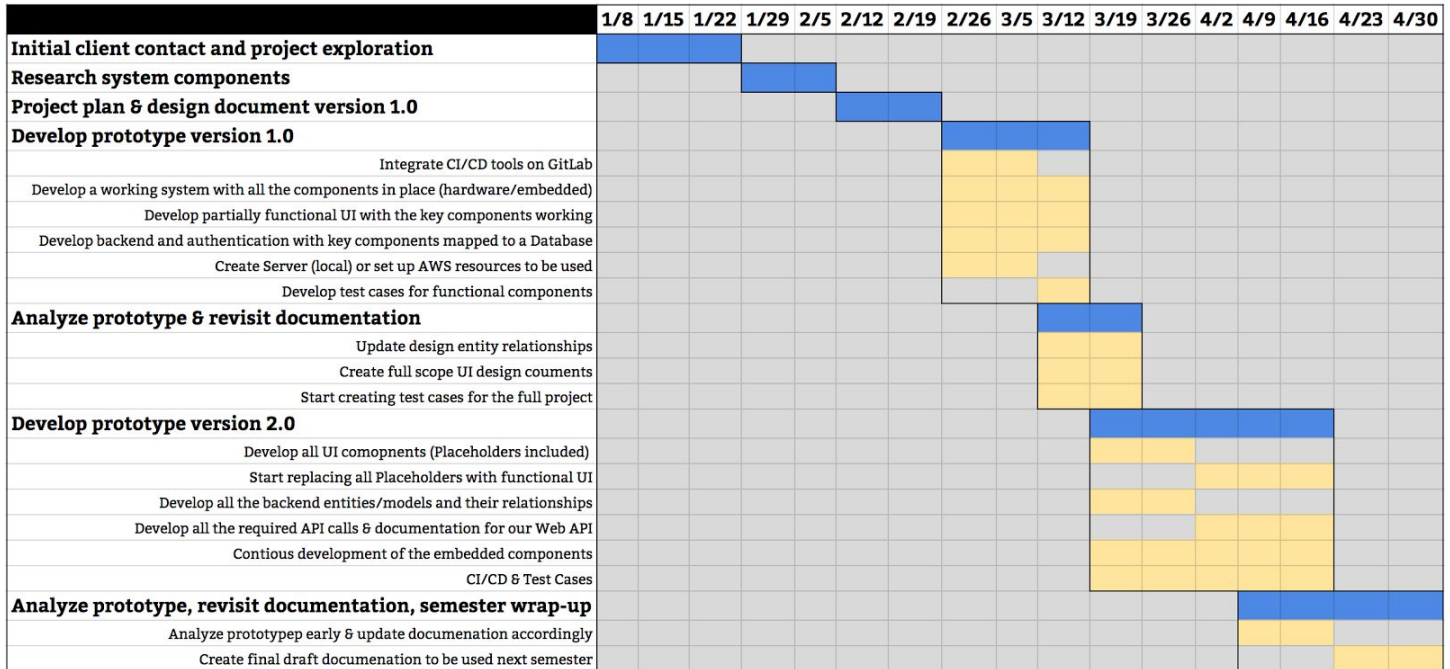 1/8 1/15 1/22 1/29 2/5 2/12 2/19 2/26 3/5 3/12 3/19 3/26 4/2 4/9 4/16 4/23 4/30
Initial client contact and project exploration
Research system components
Project plan & design document version 1.0
Develop prototype version 1.0
Integrate CI/CD tools on GitLab
Develop a working system with all the components in place (hardware/embedded)
Develop partially functional UI with the key components working
Develop backend and authentication with key components mapped to a Database
Create Server (local) or set up AWS resources to be used
Develop test cases for functional components
Analyze prototype & revisit documentation
Update design entity relationships
Create full scope UI design couments
Start creating test cases for the full project
Develop prototype version 2.0
Develop all UI comopnents (Placeholders included)
Start replacing all Placeholders with functional UI
Develop all the backend entities/models and their relationships
Develop all the required API calls & documentation for our Web API
Contious development of the embedded components
CI/CD & Test Cases
Analyze prototype, revisit documentation, semester wrap-up
Analyze prototypep early & update documenation accordingly
Create final draft documenation to be used next semester